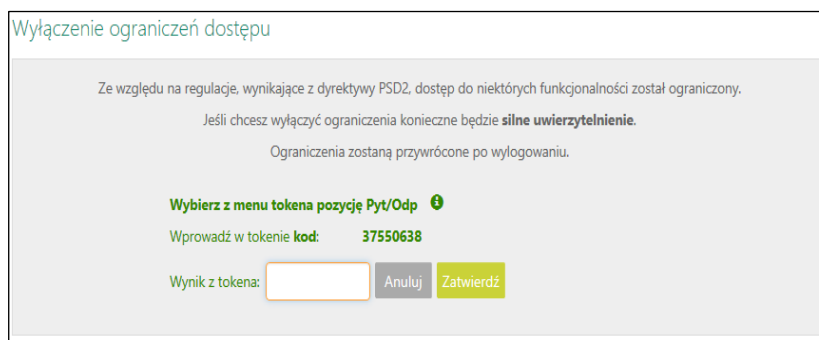 Wyłączenie ograniczeń dostępu
Ze względu na regulacje, wynikające z dyrektywy PSD2, dostęp do niektórych funkcjonalności został ograniczony.
Jeśli chcesz wyłączyć ograniczenia konieczne będzie silne uwierzytelnienie.
Ograniczenia zostaną przywrócone po wylogowaniu.
Wybierz z menu tokena pozycję Pyt/Odp
Wprowadź w tokenie kod: 37550638
Wynik z tokena: Anuluj Zatwierdź